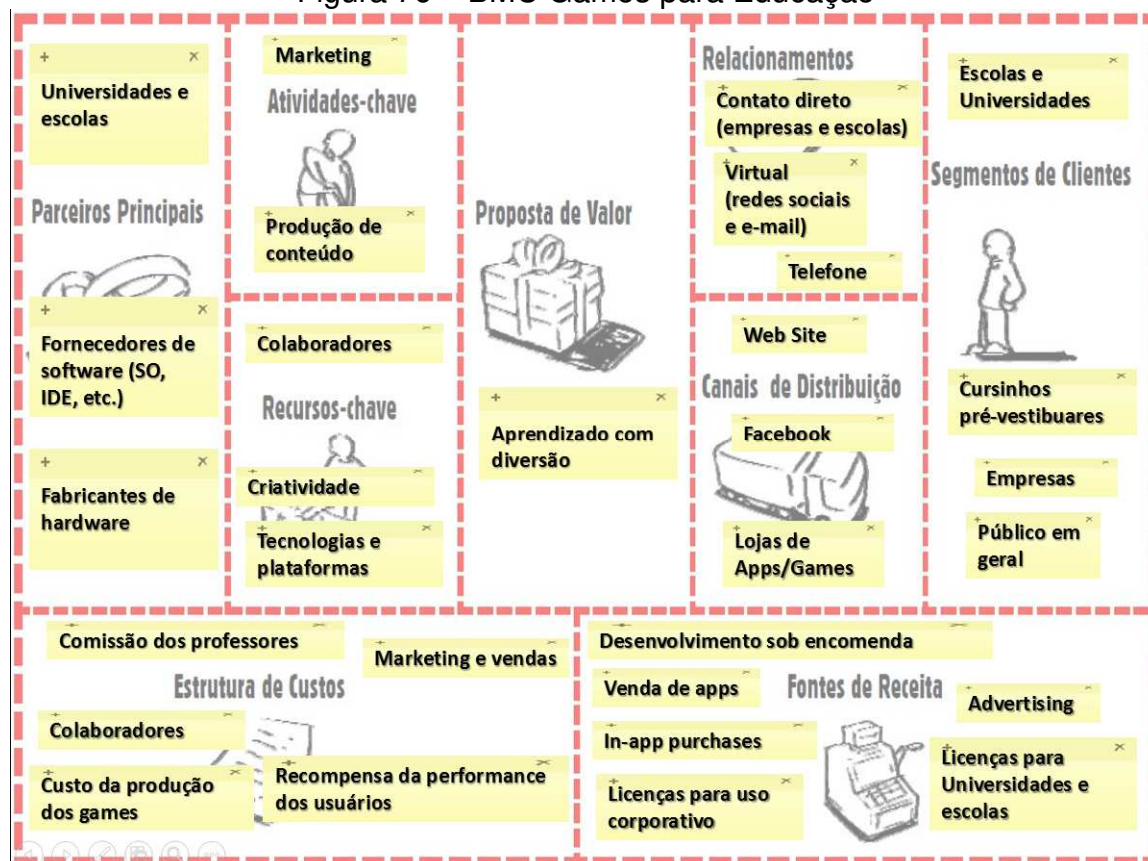 Universidades e
escolas
Parceiros Principais
Fornecedores de
software (SO,
IDE, etc.)
Fabricantes de
hardware
Marketing
Atividades-chave
Produção de
conteúdo
Colaboradores
Recursos-chave
Criatividade
Tecnologias e
plataformas
Proposta de Valor
Aprendizado com
diversão
Relacionamentos
Contato direto
(empresas e escolas)
Virtual
(redes sociais
e e-mail)
Telefone
Web Site
Canais de Distribuição
Facebook
Lojas de
Apps/Games
Escolas e
Universidades
Segmentos de Clientes
Cursinhos
pré-vestibuares
Empresas
Público em
geral
Comissão dos professores
Marketing e vendas
Estrutura de Custos
Colaboradores
Custo da produção
dos games
Recompensa da performance
dos usuários
Desenvolvimento sob encomenda
Venda de apps
Fontes de Receita
Advertising
In-app purchases
Licenças para uso
corporativo
Licenças para
Universidades e
escolas